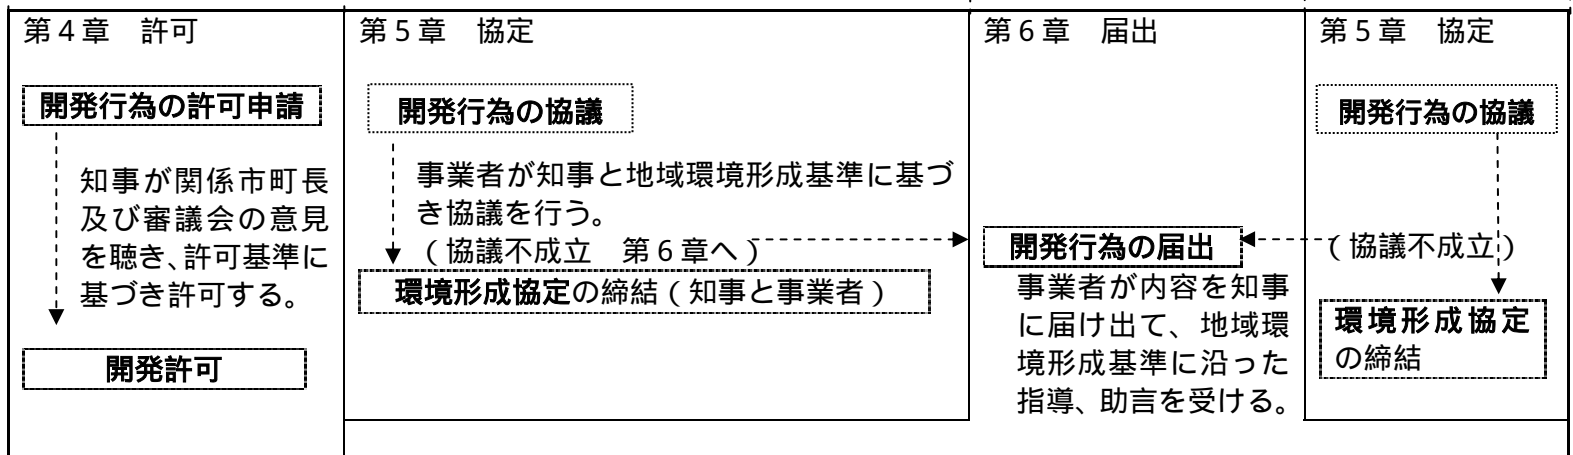 第4章　許可
開発行為の許可申請
知事が関係市町長
及び審議会の意見
を聴き、許可基準に
基づき許可する。
開発許可
第5章　協定
開発行為の協議
事業者が知事と地域環境形成基準に基づ
き協議を行う。
（協議不成立　第6章へ）
環境形成協定の締結（知事と事業者）
第6章　届出
開発行為の届出
事業者が内容を知事
に届け出て、地域環
境形成基準に沿った
指導、助言を受ける。
第5章　協定
開発行為の協議
（協議不成立）
環境形成協定
の締結